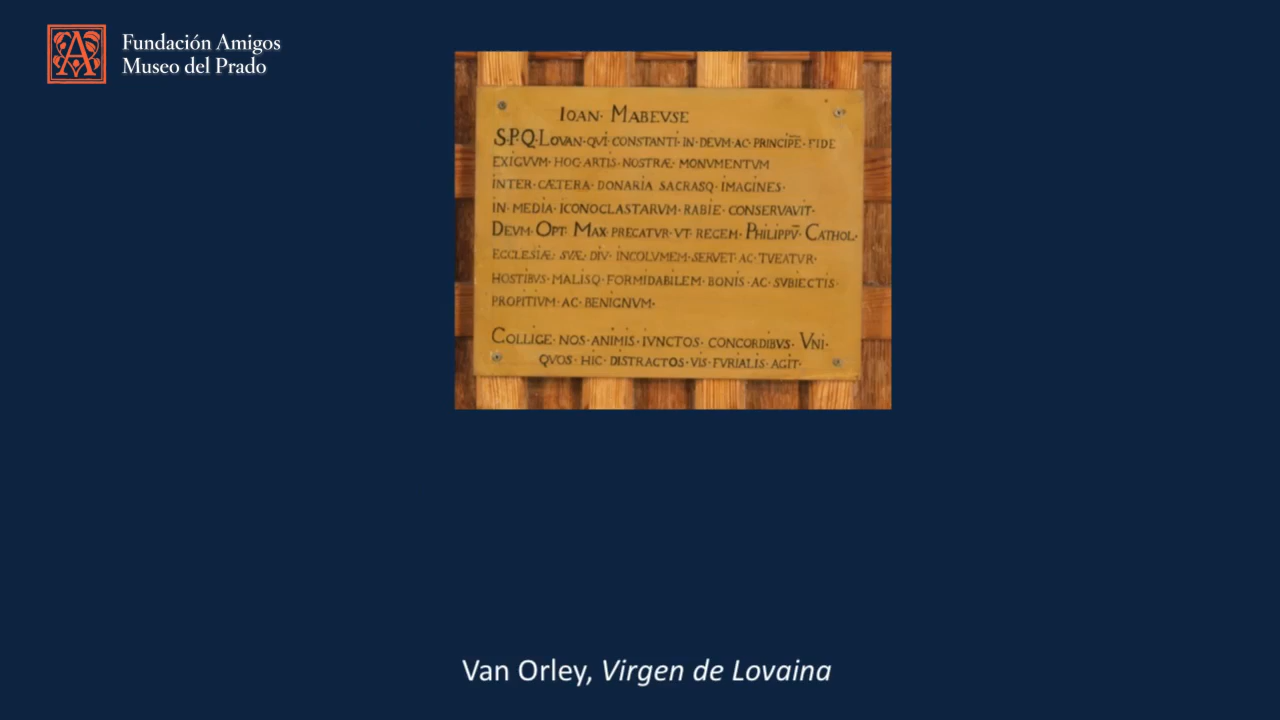 Fundación Amigos
Museo del Prado
IOAN· MABEVSE
S·P·Q·LOVAN·QVI·CONSTANTI·IN·DEVM·AC·PRINCIPĒ·FIDE
EXIGVVM·HOC·ARTIS·NOSTRÆ·MONVMENTVM
INTER·CÆTERA·DONARIA SACRASQ·IMAGINES·
IN·MEDIA·ICONOCLASTARVM·RABIE·CONSERVAVIT·
DEVM·OPT·MAX·PRECATVR·VT·REGEM·PHILIPPV̄·CATHOL·
ECCLESIÆ·SVÆ·DIV·INCOLVMEM·SERVET·AC·TVEATVR·
HOSTIBVS·MALISQ·FORMIDABILEM·BONIS·AC·SVBIECTIS·
PROPITIVM·AC·BENIGNVM·
COLLIGE·NOS·ANIMIS·IVNCTOS·CONCORDIBVS·VNI·
QVOS·HIC·DISTRACTOS·VIS·FVRIALIS·AGIT·
Van Orley, Virgen de Lovaina